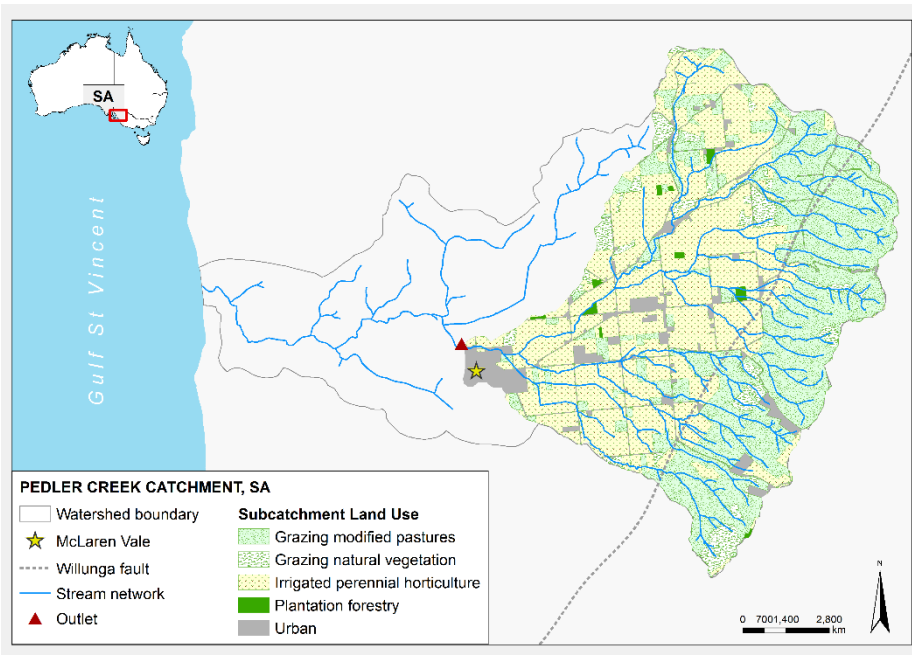 SA
Gulf St Vincent
PEDLER CREEK CATCHMENT, SA
Watershed boundary
McLaren Vale
Willunga fault
Stream network
Outlet
Subcatchment Land Use
Grazing modified pastures
Grazing natural vegetation
Irrigated perennial horticulture
Plantation forestry
Urban
0 7001,400 2,800
km
N